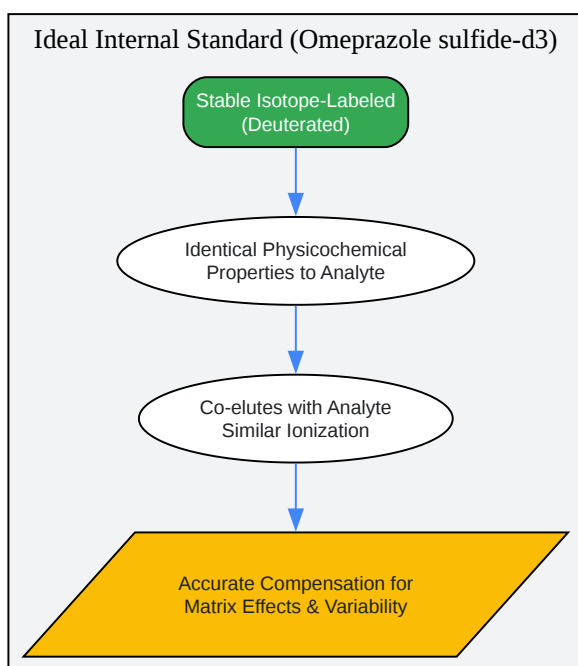 Ideal Internal Standard (Omeprazole sulfide-d3)
Stable Isotope-Labeled
(Deuterated)
Identical Physicochemical
Properties to Analyte
Co-elutes with Analyte
Similar Ionization
Accurate Compensation for
Matrix Effects & Variability